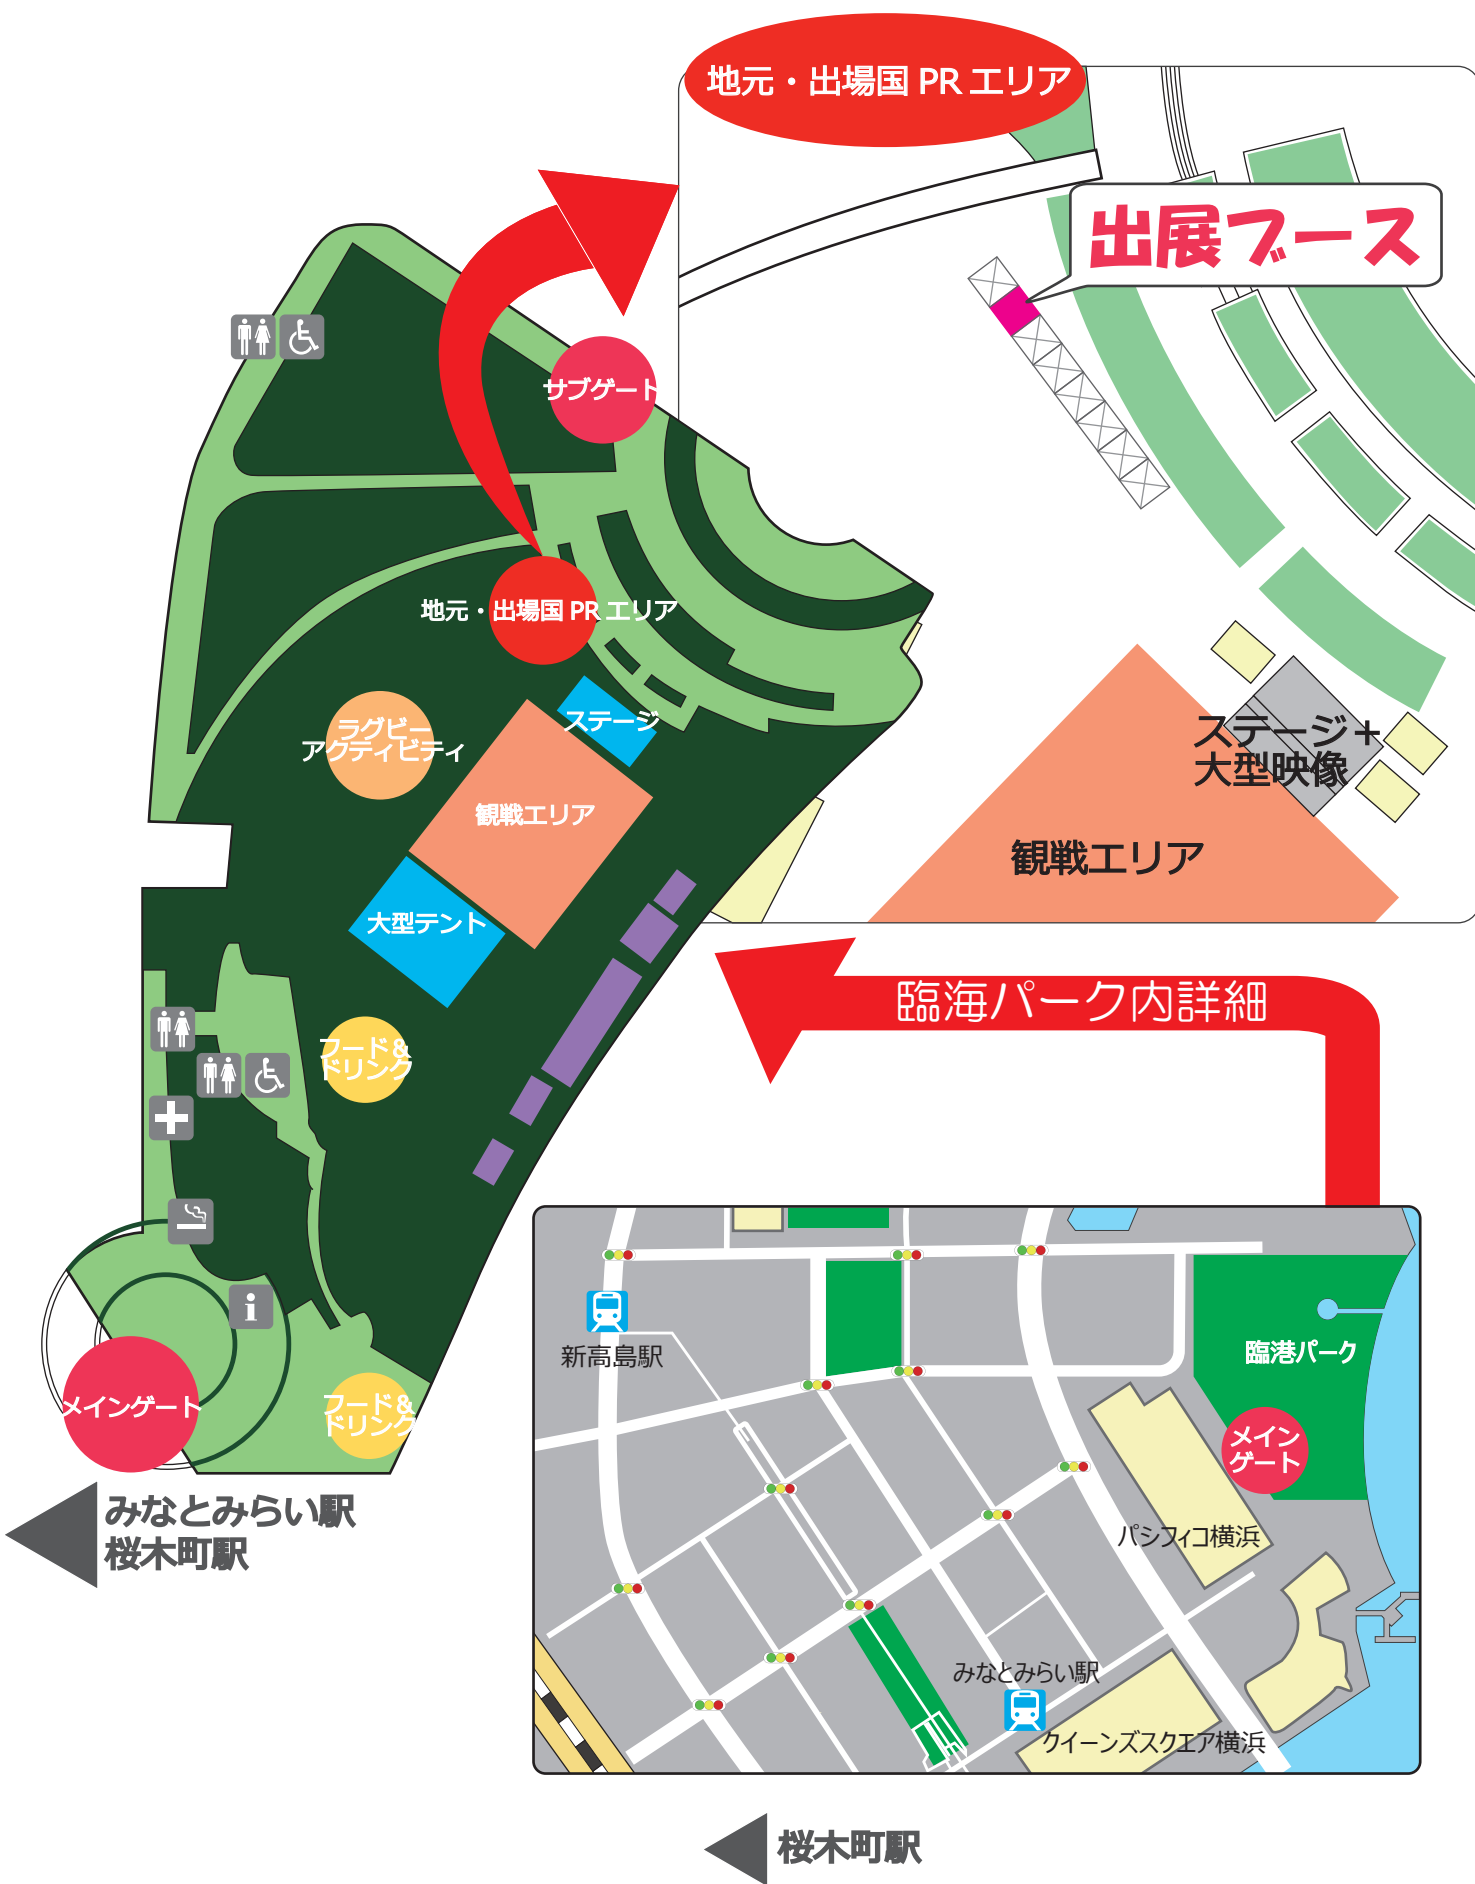 地元・出場国 PR エリア
出展ブース
サブゲート
地元・出場国 PR エリア
ステージ
ラグビー
アクティビティ
観戦エリア
大型テント
ステージ＋
大型映像
観戦エリア
臨海パーク内詳細
フード&
ドリンク
i
メインゲート
フード&
ドリンク
みなとみらい駅
桜木町駅
新高島駅
臨港パーク
メイン
ゲート
パシフィコ横浜
みなとみらい駅
クイーンズスクエア横浜
桜木町駅